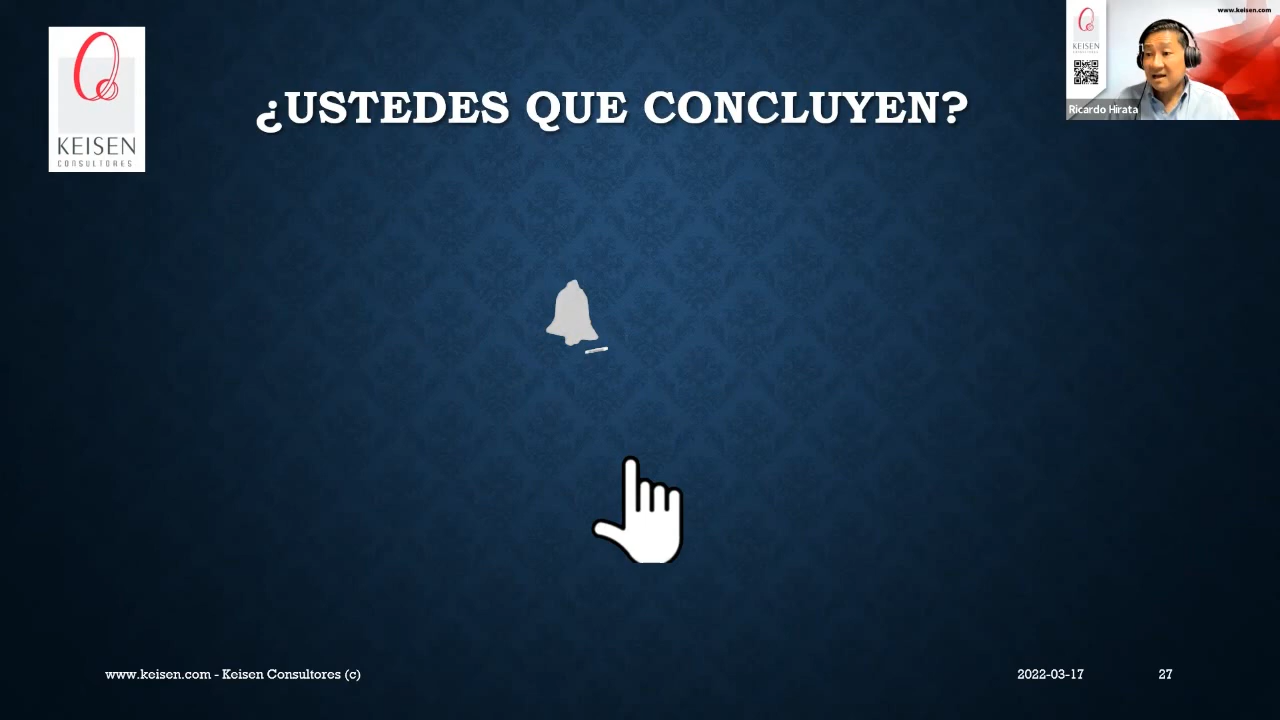 KEISEN
CONSULTORES
¿USTEDES QUE CONCLUYEN?
www.keisen.com
KEISEN
Ricardo Hirata
www.keisen.com - Keisen Consultores (c)
2022-03-17
27